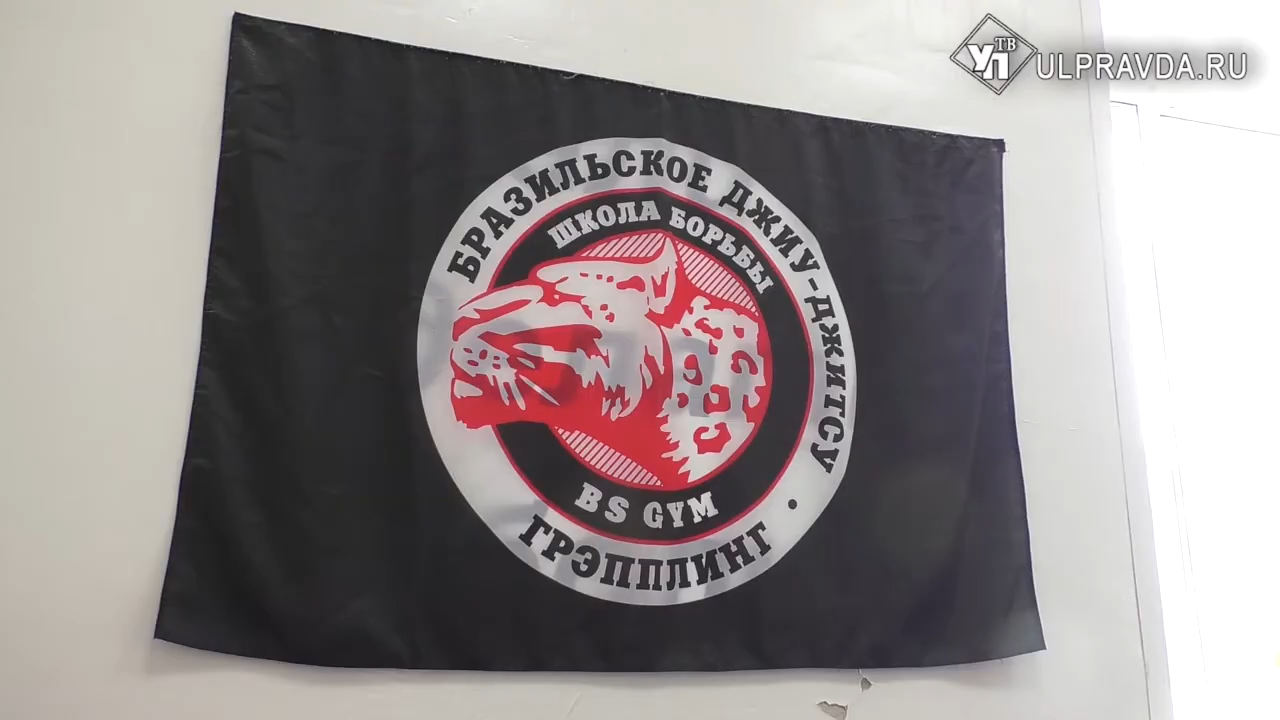 УП ТВ
ULPRAVDA.RU
БРАЗИЛЬСКОЕ ДЖИУ-ДЖИТСУ •
ШКОЛА БОРЬБЫ
BS GYM
ГРЭППЛИНГ